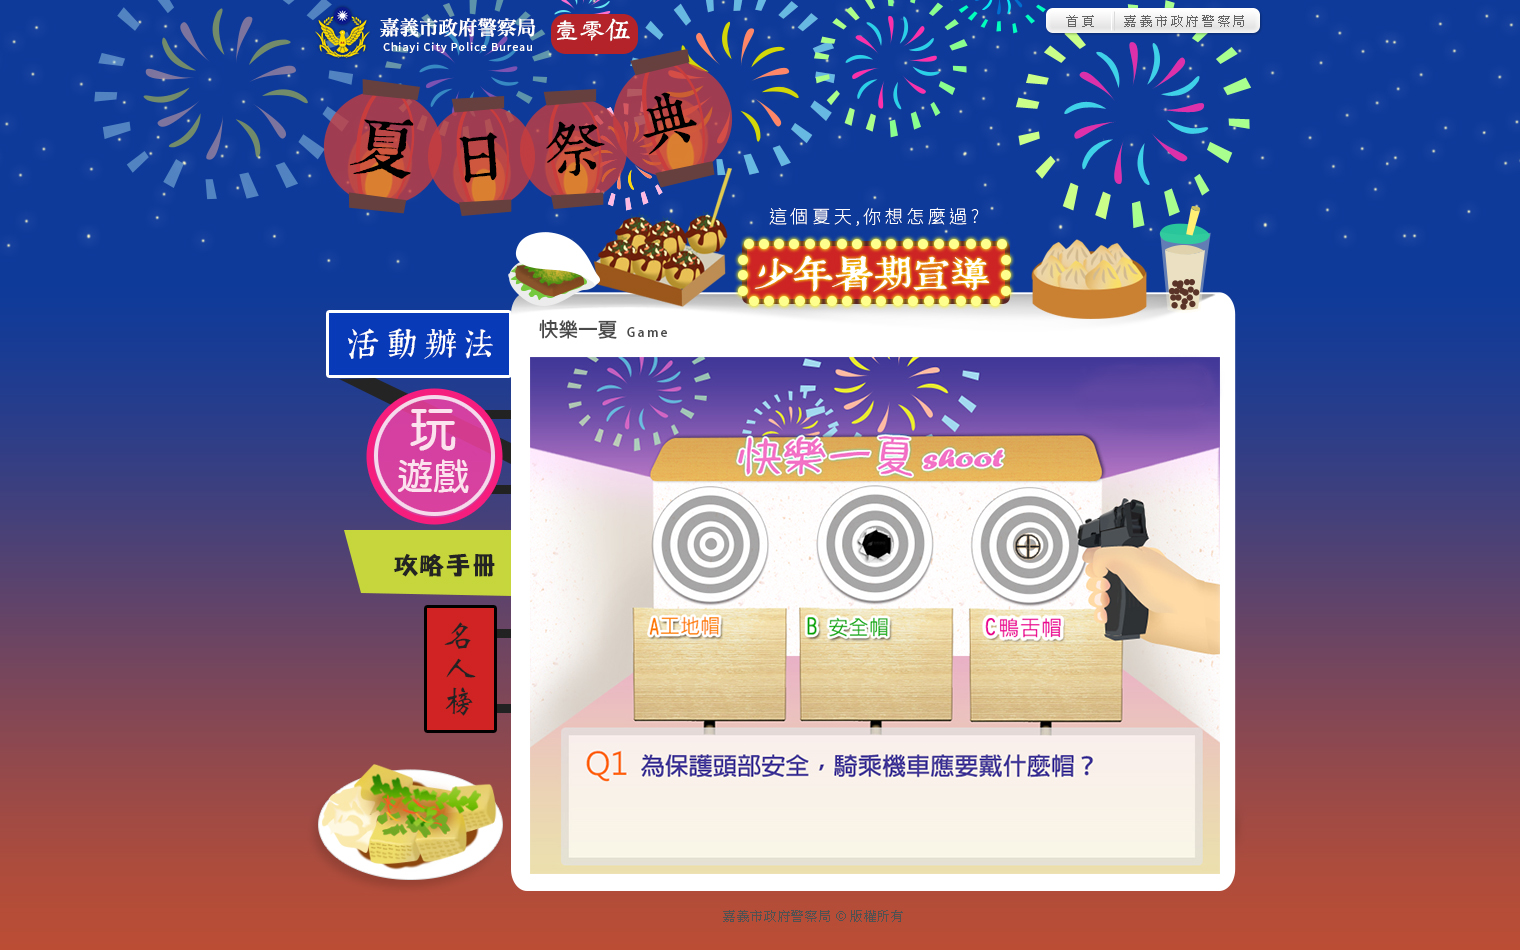 嘉義市政府警察局
Chiayi City Police Bureau
壹零伍
首頁
嘉義市政府警察局
夏日祭典
這個夏天,你想怎麼過?
少年暑期宣導
活動辦法
快樂一夏 Game
玩
遊戲
攻略手冊
名人榜
快樂一夏 shoot
A工地帽
B 安全帽
C鴨舌帽
Q1 為保護頭部安全，騎乘機車應要戴什麼帽？
嘉義市政府警察局 © 版權所有